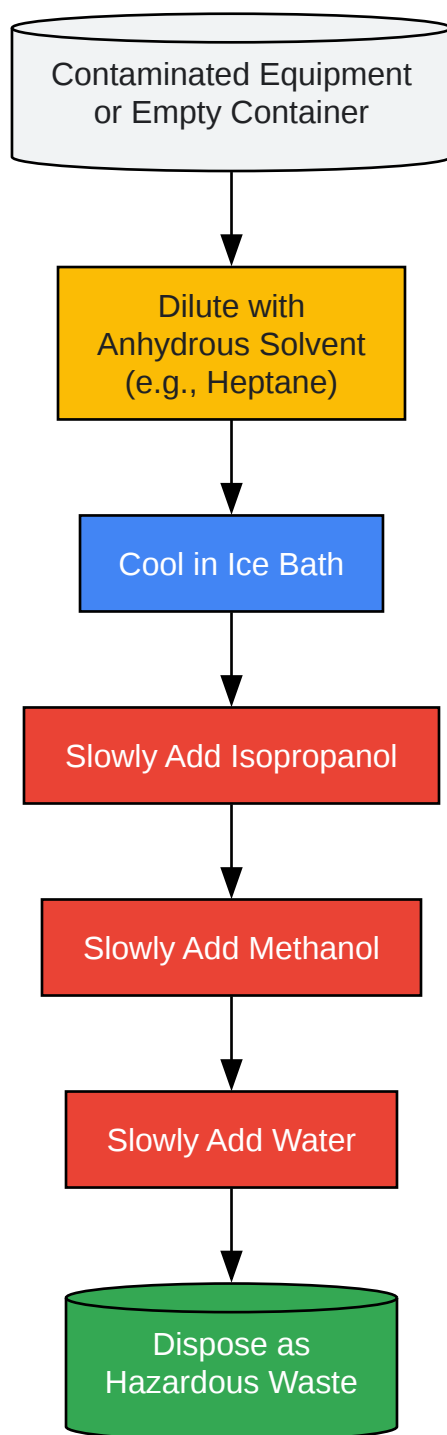 Contaminated Equipment
or Empty Container
Dilute with
Anhydrous Solvent
(e.g., Heptane)
Cool in Ice Bath
Slowly Add Isopropanol
Slowly Add Methanol
Slowly Add Water
Dispose as
Hazardous Waste